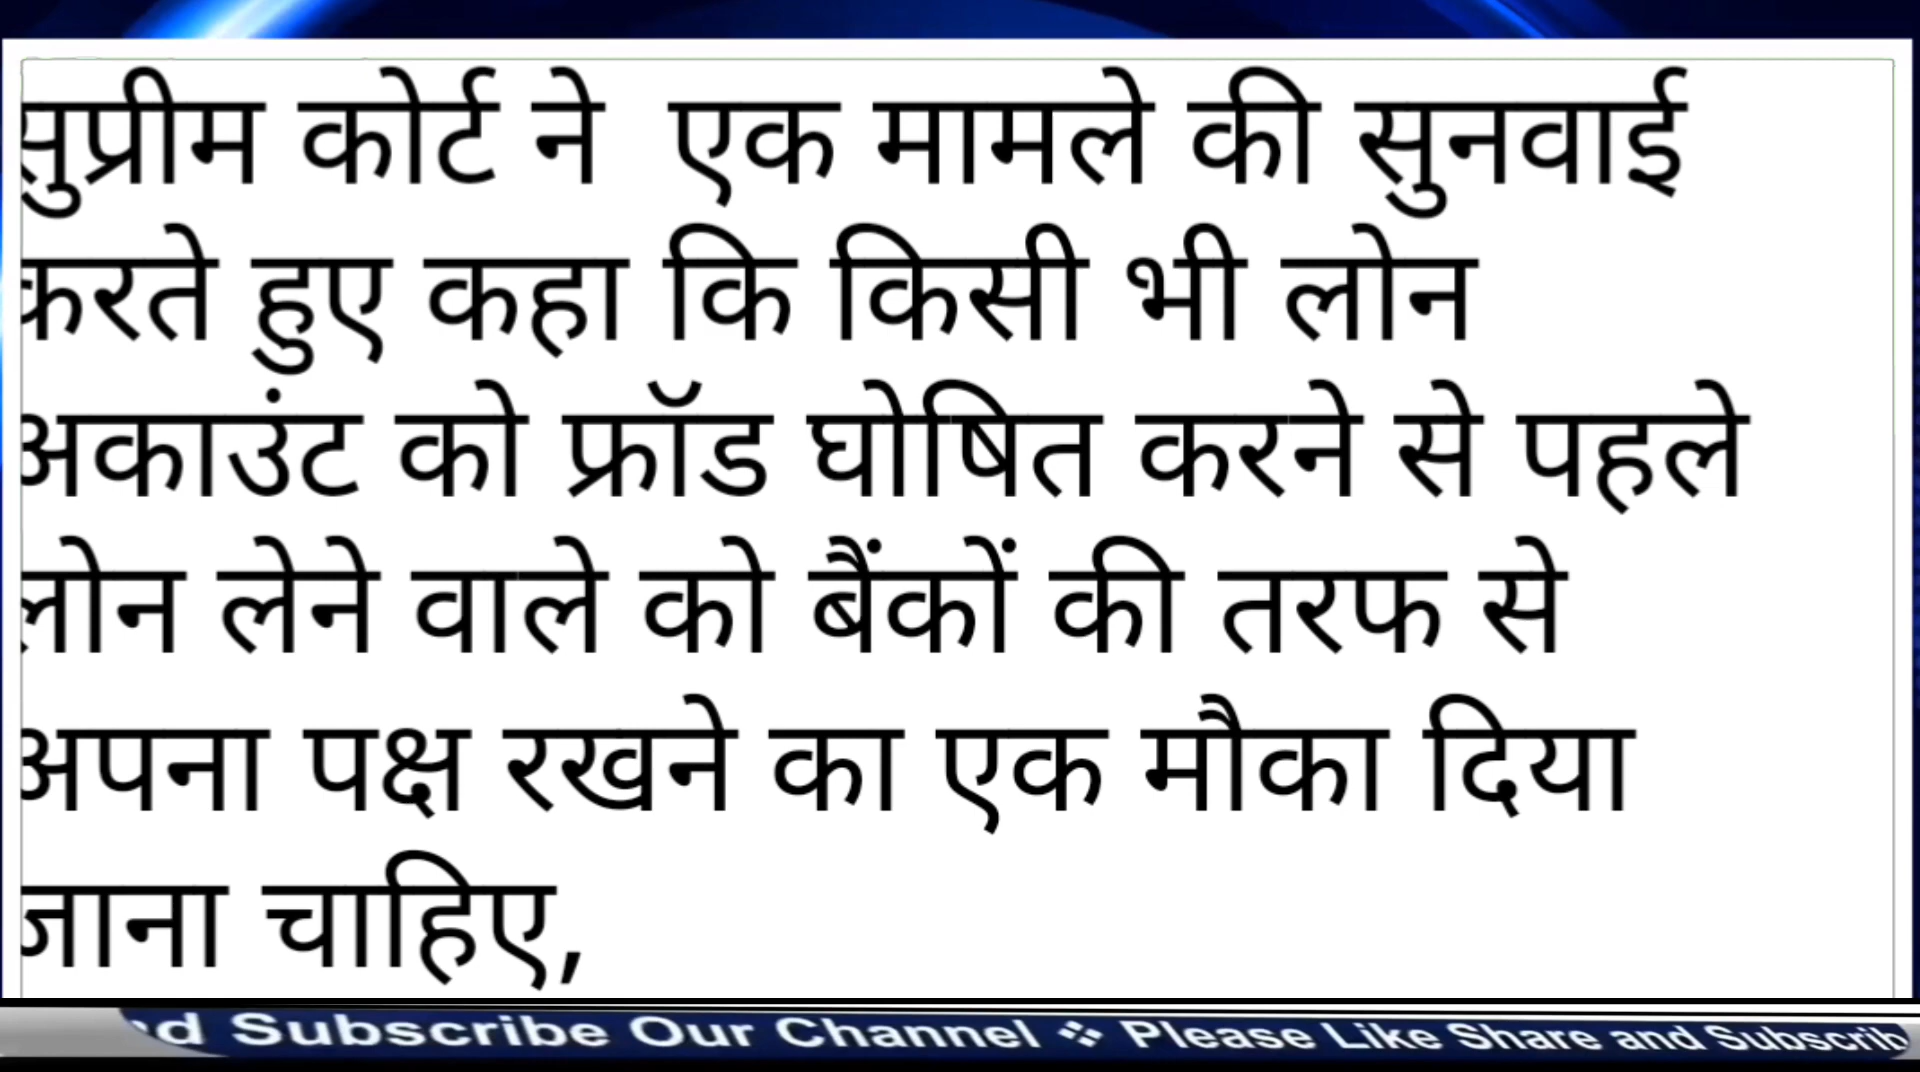 सुप्रीम कोर्ट ने एक मामले की सुनवाई
करते हुए कहा कि किसी भी लोन
अकाउंट को फ्रॉड घोषित करने से पहले
लोन लेने वाले को बैंकों की तरफ से
अपना पक्ष रखने का एक मौका दिया
जाना चाहिए,
Subscribe Our Channel ❖ Please Like Share and Subscrib